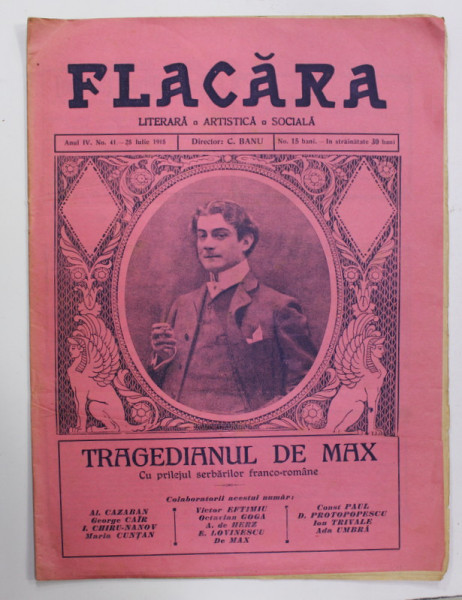 FLACĂRA
LITERARĂ o ARTISTICĂ o SOCIALĂ
Anul IV. No. 41 — 25 Iulie 1915 Director: C. BANU No. 15 bani. — In străinătate 20 bani
TRAGEDIANUL DE MAX
Cu prilejul serbărilor franco-române
Colaboratorii acestui număr:
Al. CAZABAN
George CAÏR
I. CHIRU-NANOV
Maria CUNȚAN
Victor EFTIMIU
Octavian GOGA
A. de HERZ
E. LOVINESCU
De MAX
Const PAUL
D. PROTOPOPESCU
Ion TRIVALE
Ada UMBRĂ